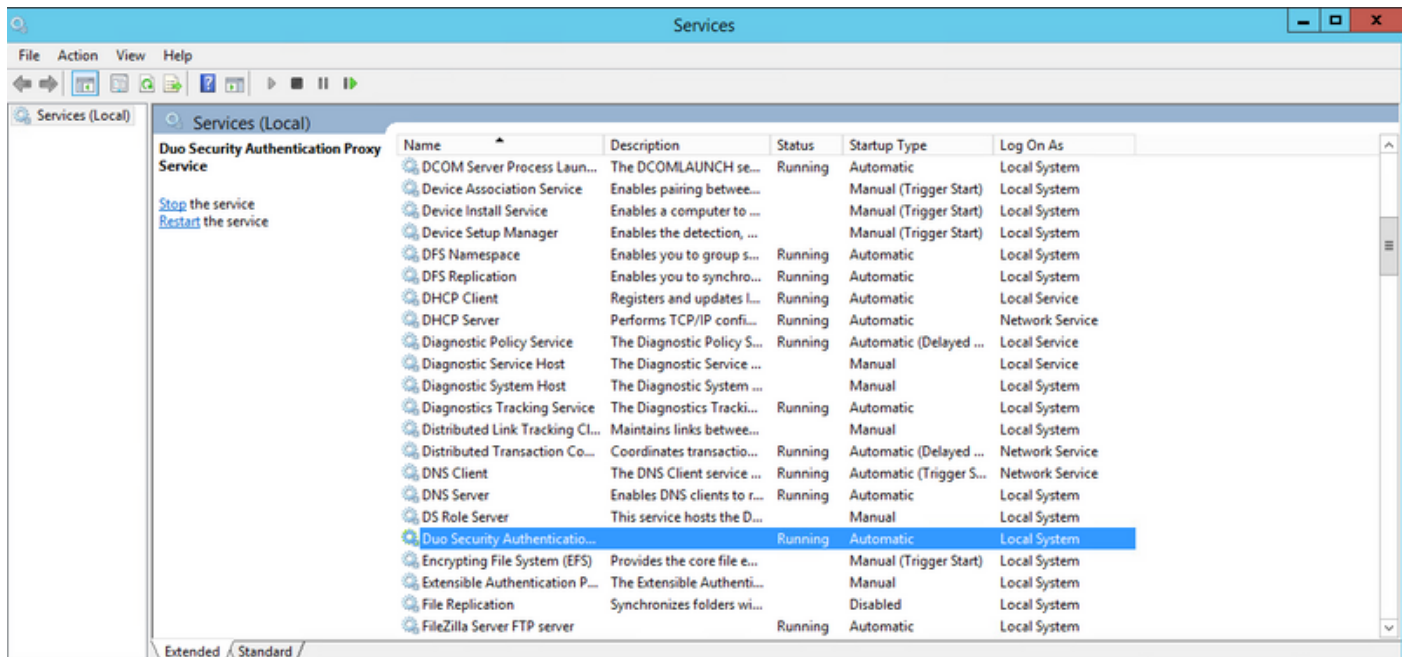 Services
File Action View Help
Services (Local)
Services (Local)
Duo Security Authentication Proxy
Service
Stop the service
Restart the service
Name Description Status Startup Type Log On As
DCOM Server Process Laun... The DCOMLAUNCH se... Running Automatic Local System
Device Association Service Enables pairing betwee... Manual (Trigger Start) Local System
Device Install Service Enables a computer to ... Manual (Trigger Start) Local System
Device Setup Manager Enables the detection, ... Manual (Trigger Start) Local System
DFS Namespace Enables you to group s... Running Automatic Local System
DFS Replication Enables you to synchro... Running Automatic Local System
DHCP Client Registers and updates I... Running Automatic Local Service
DHCP Server Performs TCP/IP confi... Running Automatic Network Service
Diagnostic Policy Service The Diagnostic Policy S... Running Automatic (Delayed ... Local Service
Diagnostic Service Host The Diagnostic Service ... Manual Local Service
Diagnostic System Host The Diagnostic System ... Manual Local System
Diagnostics Tracking Service The Diagnostics Tracki... Running Automatic Local System
Distributed Link Tracking Cl... Maintains links betwee... Manual Local System
Distributed Transaction Co... Coordinates transactio... Running Automatic (Delayed ... Network Service
DNS Client The DNS Client service ... Running Automatic (Trigger S... Network Service
DNS Server Enables DNS clients to r... Running Automatic Local System
DS Role Server This service hosts the D... Manual Local System
Duo Security Authenticatio... Running Automatic Local System
Encrypting File System (EFS) Provides the core file e... Manual (Trigger Start) Local System
Extensible Authentication P... The Extensible Authenti... Manual Local System
File Replication Synchronizes folders wi... Disabled Local System
FileZilla Server FTP server Running Automatic Local System
Extended Standard